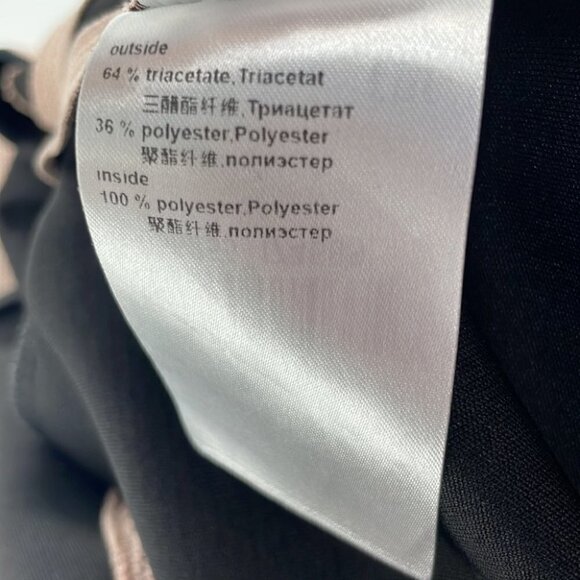 outside
64 % triacetate,Triacetat
三醋酯纤维,Триацетат
36 % polyester,Polyester
聚酯纤维,полиэстер
inside
100 % polyester,Polyester
聚酯纤维,полиэстер